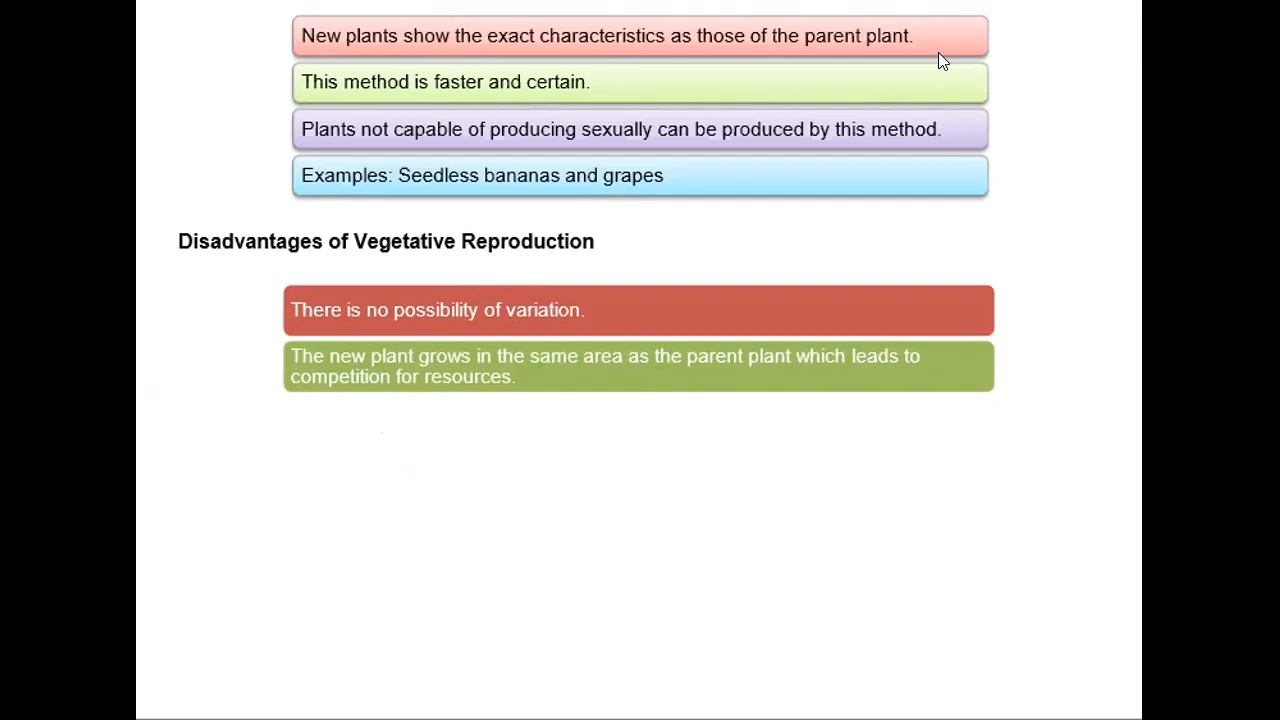 New plants show the exact characteristics as those of the parent plant.
This method is faster and certain.
Plants not capable of producing sexually can be produced by this method.
Examples: Seedless bananas and grapes
Disadvantages of Vegetative Reproduction
There is no possibility of variation.
The new plant grows in the same area as the parent plant which leads to
competition for resources.